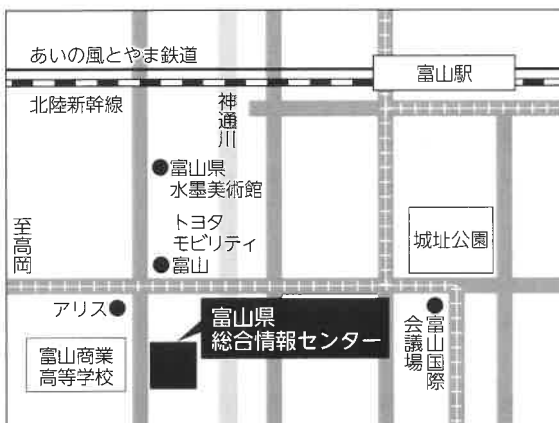 あいの風とやま鉄道
富山駅
北陸新幹線
神通川
富山県
水墨美術館
トヨタ
モビリティ
富山
至高岡
城址公園
アリス
富山県
総合情報センター
富山国際
会議場
富山商業
高等学校